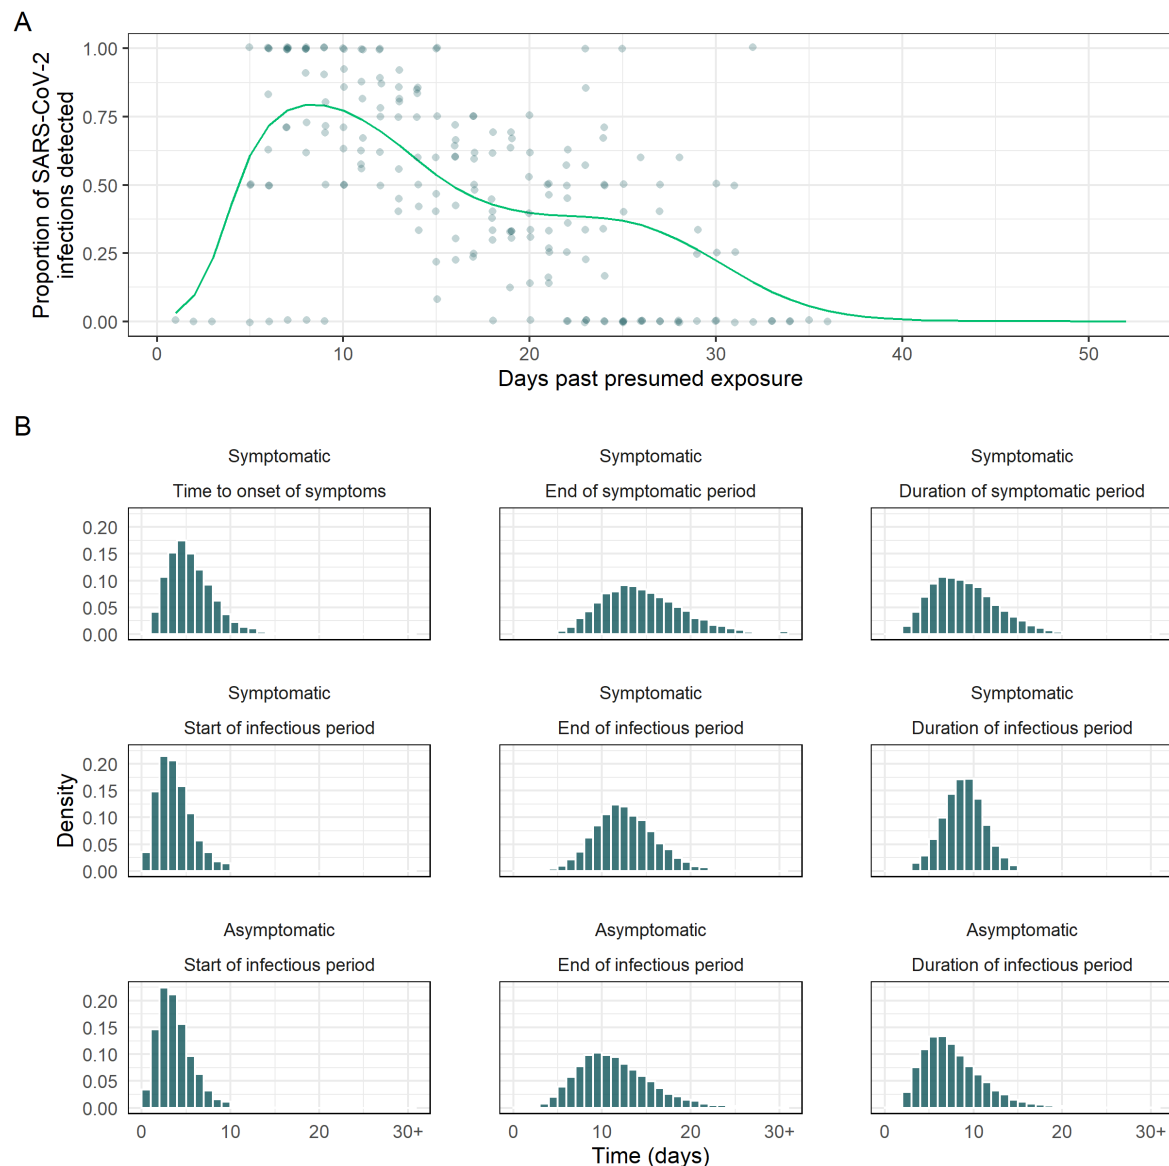 A
Proportion of SARS-CoV-2
infections detected
1.00
0.75
0.50
0.25
0.00
0 10 20 30 40 50
Days past presumed exposure
B
Symptomatic Symptomatic Symptomatic
Time to onset of symptoms End of symptomatic period Duration of symptomatic period
0.20
0.15
0.10
0.05
0.00
Symptomatic Symptomatic Symptomatic
Start of infectious period End of infectious period Duration of infectious period
Density
0.20
0.15
0.10
0.05
0.00
Asymptomatic Asymptomatic Asymptomatic
Start of infectious period End of infectious period Duration of infectious period
0.20
0.15
0.10
0.05
0.00
0 10 20 30+ 0 10 20 30+ 0 10 20 30+
Time (days)